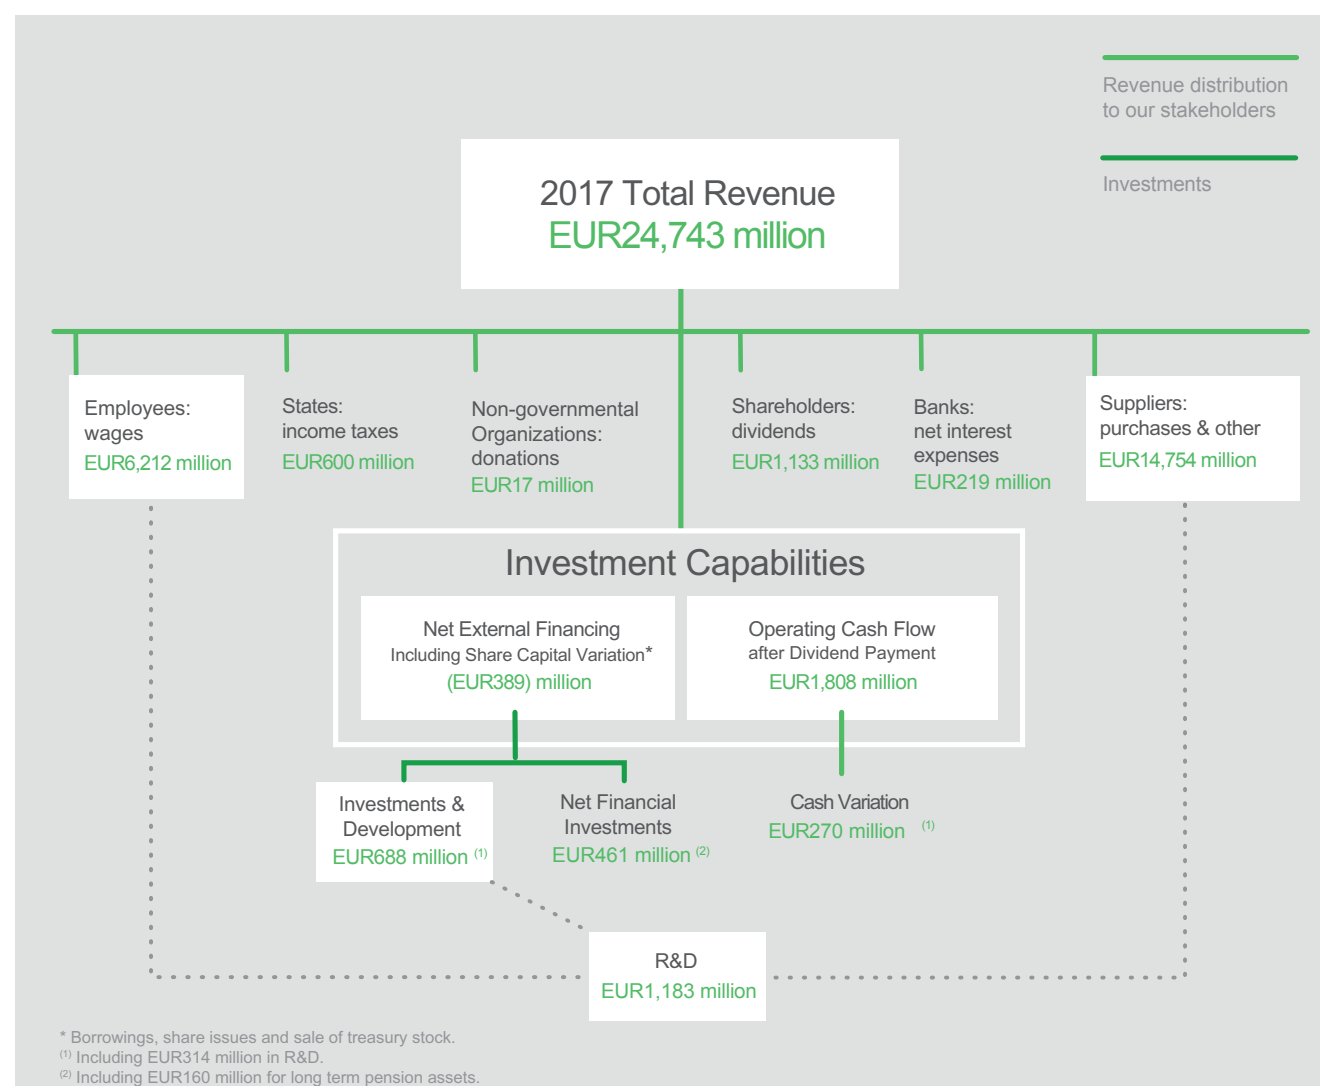 Revenue distribution
to our stakeholders
Investments
2017 Total Revenue
EUR24,743 million
Employees:
wages
EUR6,212 million
States:
income taxes
EUR600 million
Non-governmental
Organizations:
donations
EUR17 million
Shareholders:
dividends
EUR1,133 million
Banks:
net interest
expenses
EUR219 million
Suppliers:
purchases & other
EUR14,754 million
Investment Capabilities
Net External Financing
Including Share Capital Variation*
(EUR389) million
Operating Cash Flow
after Dividend Payment
EUR1,808 million
Investments &
Development
EUR688 million (1)
Net Financial
Investments
EUR461 million (2)
Cash Variation
EUR270 million (1)
R&D
EUR1,183 million
* Borrowings, share issues and sale of treasury stock.
(1) Including EUR314 million in R&D.
(2) Including EUR160 million for long term pension assets.